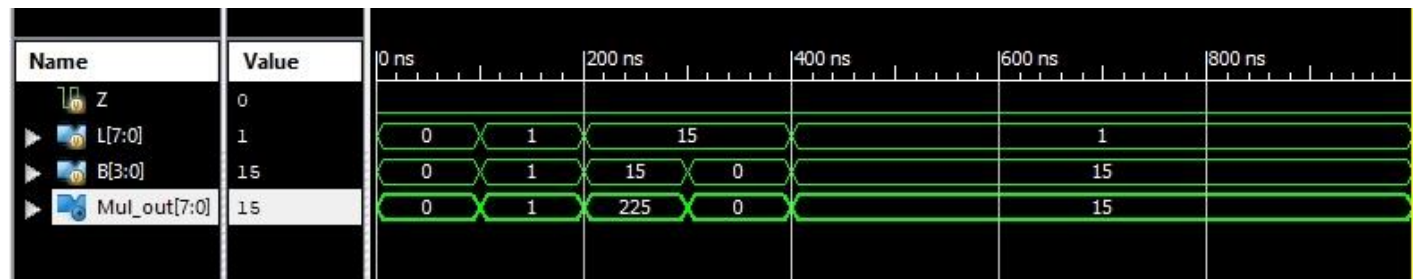 Name Value 0 ns 200 ns 400 ns 600 ns 800 ns
Z 0
L[7:0] 1 0 1 15 1
B[3:0] 15 0 1 15 0 15
Mul_out[7:0] 15 0 1 225 0 15